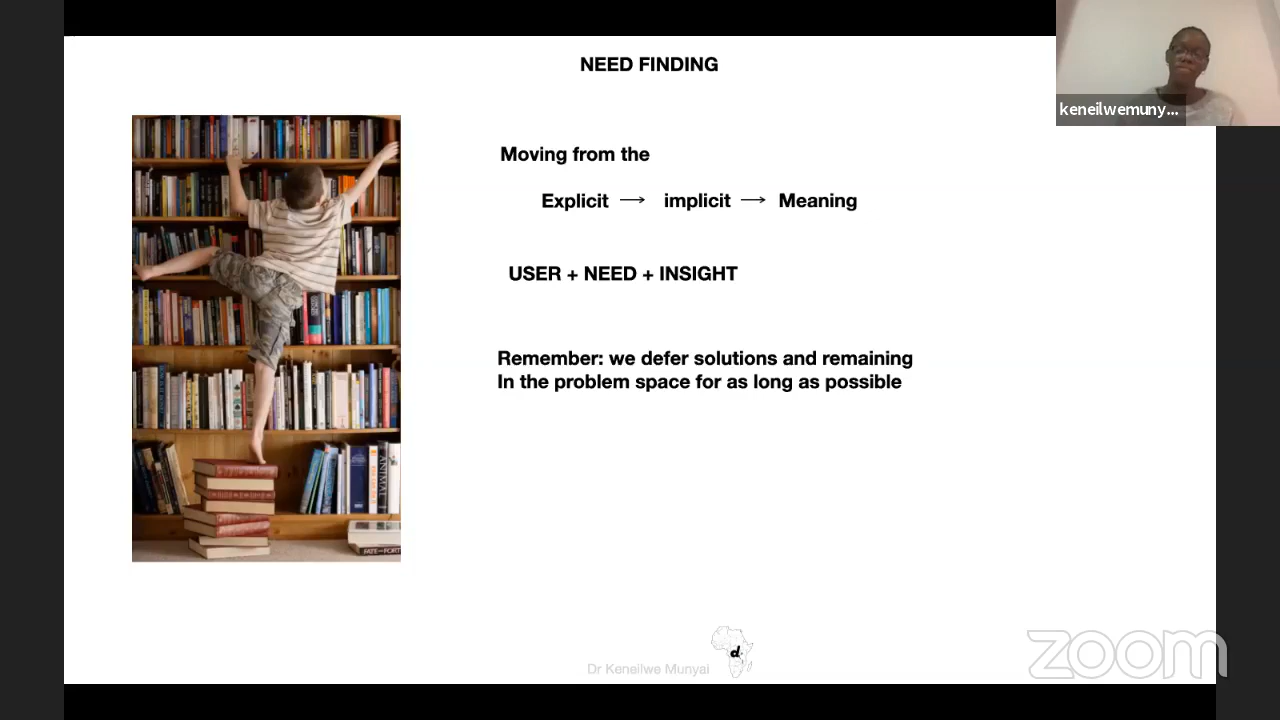 NEED FINDING
keneilwemuny...
Moving from the
Explicit → implicit → Meaning
USER + NEED + INSIGHT
Remember: we defer solutions and remaining
In the problem space for as long as possible
ANIMAL
d.
Dr Keneilwe Munyai
zoom